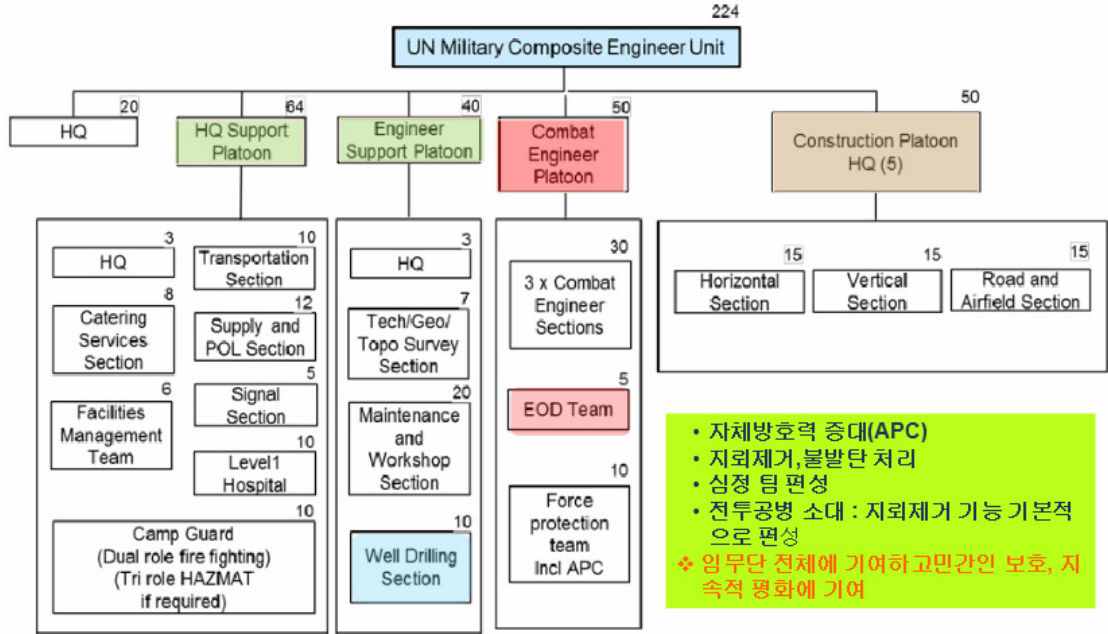 224
UN Military Composite Engineer Unit
20
HQ
64
HQ Support
Platoon
40
Engineer
Support Platoon
50
Combat
Engineer
Platoon
50
Construction Platoon
HQ (5)
3
HQ
10
Transportation
Section
8
Catering
Services
Section
12
Supply and
POL Section
6
Facilities
Management
Team
5
Signal
Section
10
Level1
Hospital
10
Camp Guard
(Dual role fire fighting)
(Tri role HAZMAT
if required)
3
HQ
7
Tech/Geo/
Topo Survey
Section
20
Maintenance
and
Workshop
Section
10
Well Drilling
Section
30
3 x Combat
Engineer
Sections
5
EOD Team
10
Force
protection
team
Incl APC
15
Horizontal
Section
15
Vertical
Section
15
Road and
Airfield Section
• 자체방호력 증대(APC)
• 지뢰제거,불발탄 처리
• 심정 팀 편성
• 전투공병 소대 : 지뢰제거 기능 기본적
으로 편성
❖ 임무단 전체에 기여하고민간인 보호, 지
속적 평화에 기여